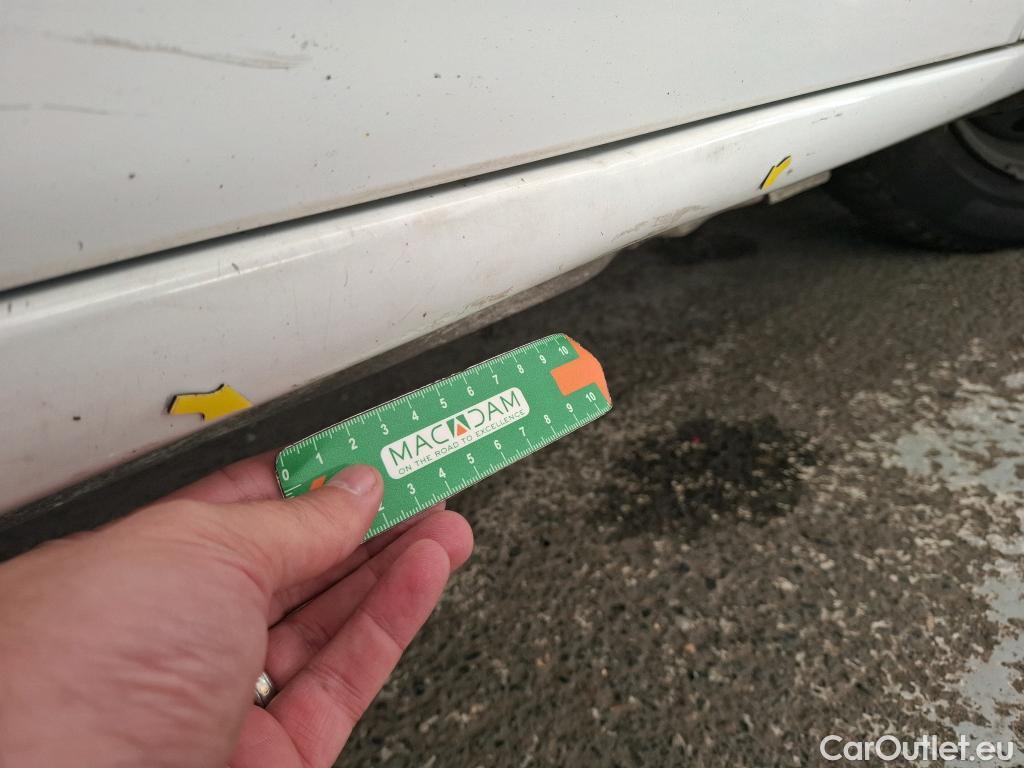 0 1 2 3 4 5 6 7 8 9 10
MACADAM
ON THE ROAD TO EXCELLENCE
2 3 4 5 6 7 8 9 10
CarOutlet.eu